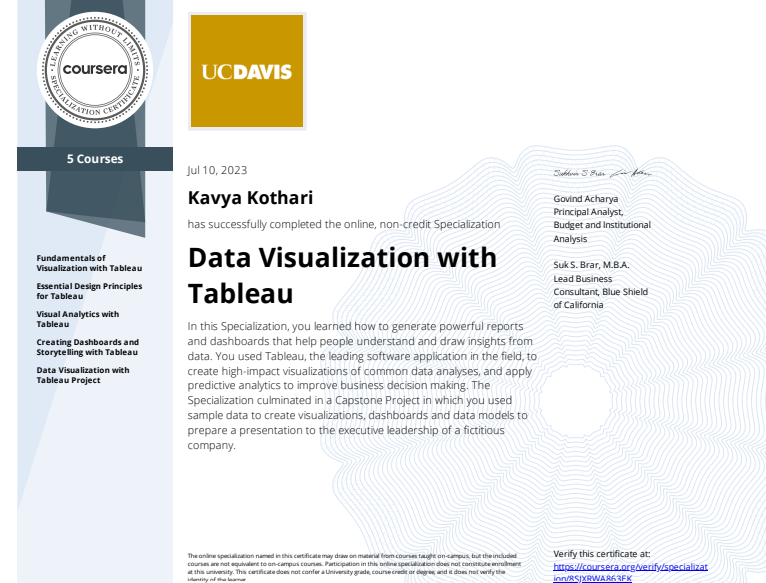 LEARNING WITHOUT LIMITS
coursera
SPECIALIZATION CERTIFICATE
UCDAVIS
5 Courses
Fundamentals of
Visualization with Tableau
Essential Design Principles
for Tableau
Visual Analytics with
Tableau
Creating Dashboards and
Storytelling with Tableau
Data Visualization with
Tableau Project
Jul 10, 2023
Kavya Kothari
has successfully completed the online, non-credit Specialization
Data Visualization with
Tableau
In this Specialization, you learned how to generate powerful reports
and dashboards that help people understand and draw insights from
data. You used Tableau, the leading software application in the field, to
create high-impact visualizations of common data analyses, and apply
predictive analytics to improve business decision making. The
Specialization culminated in a Capstone Project in which you used
sample data to create visualizations, dashboards and data models to
prepare a presentation to the executive leadership of a fictitious
company.
Govind Acharya
Principal Analyst,
Budget and Institutional
Analysis
Suk S. Brar, M.B.A.
Lead Business
Consultant, Blue Shield
of California
The online specialization named in this certificate may draw on material from courses taught on-campus, but the included
courses are not equivalent to on-campus courses. Participation in this online specialization does not constitute enrollment
at this university. This certificate does not confer a University grade, course credit or degree, and it does not verify the
identity of the learner.
Verify this certificate at:
https://coursera.org/verify/specializat
ion/8SJXRWA863EK